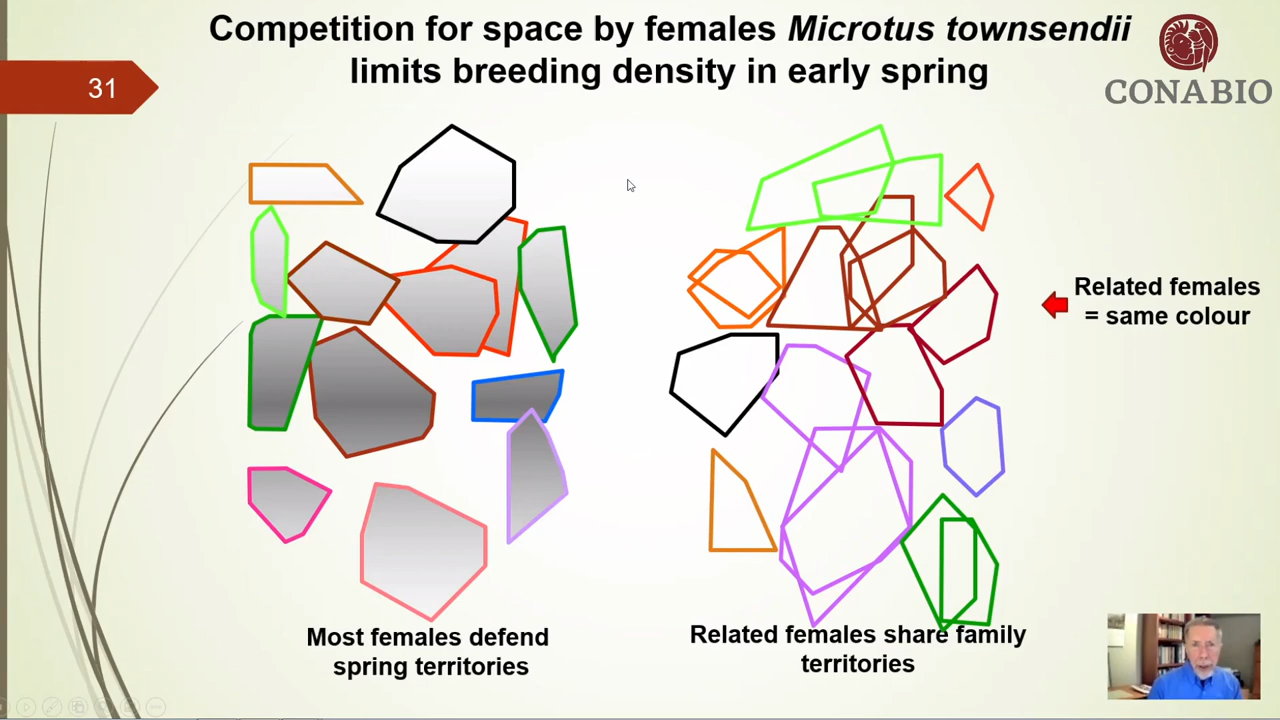 Competition for space by females Microtus townsendii
limits breeding density in early spring
31
CONABIO
Related females
= same colour
Most females defend
spring territories
Related females share family
territories